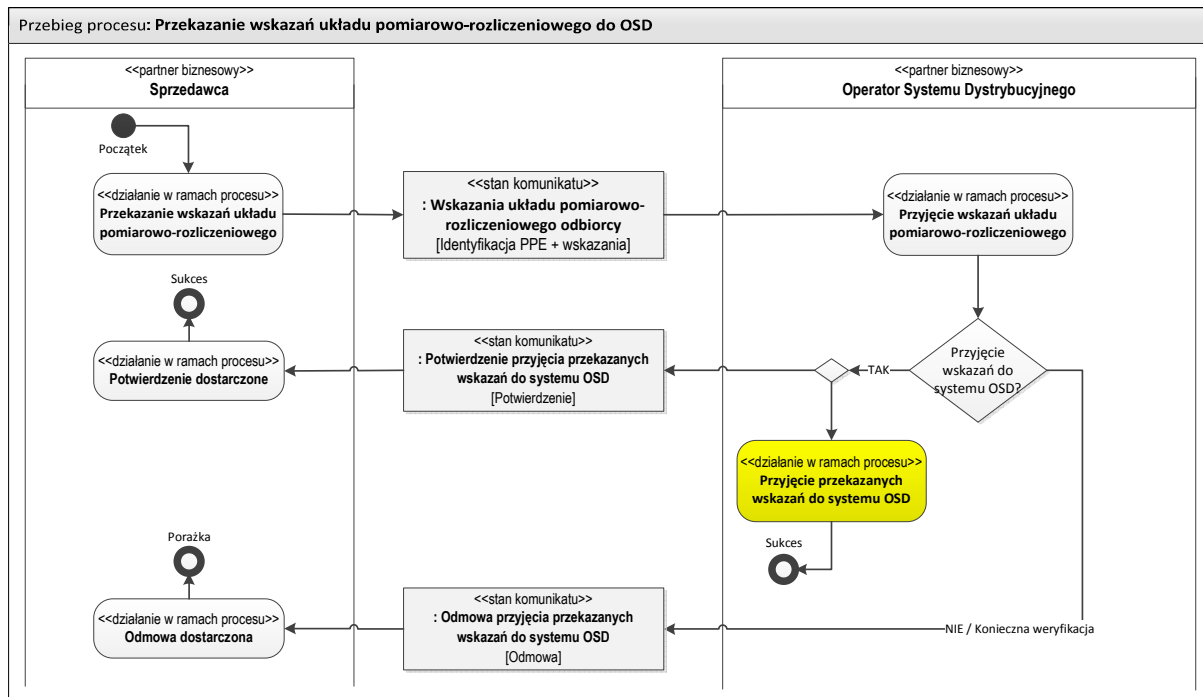 Przebieg procesu: Przekazanie wskazań układu pomiarowo-rozliczeniowego do OSD
<<partner biznesowy>>
Sprzedawca
<<partner biznesowy>>
Operator Systemu Dystrybucyjnego
Początek
<<działanie w ramach procesu>>
Przekazanie wskazań układu
pomiarowo-rozliczeniowego
<<stan komunikatu>>
: Wskazania układu pomiarowo-
rozliczeniowego odbiorcy
[Identyfikacja PPE + wskazania]
<<działanie w ramach procesu>>
Przyjęcie wskazań układu
pomiarowo-rozliczeniowego
Sukces
<<działanie w ramach procesu>>
Potwierdzenie dostarczone
<<stan komunikatu>>
: Potwierdzenie przyjęcia przekazanych
wskazań do systemu OSD
[Potwierdzenie]
TAK
Przyjęcie
wskazań do
systemu OSD?
<<działanie w ramach procesu>>
Przyjęcie przekazanych
wskazań do systemu OSD
Sukces
Porażka
<<działanie w ramach procesu>>
Odmowa dostarczona
<<stan komunikatu>>
: Odmowa przyjęcia przekazanych
wskazań do systemu OSD
[Odmowa]
NIE / Konieczna weryfikacja